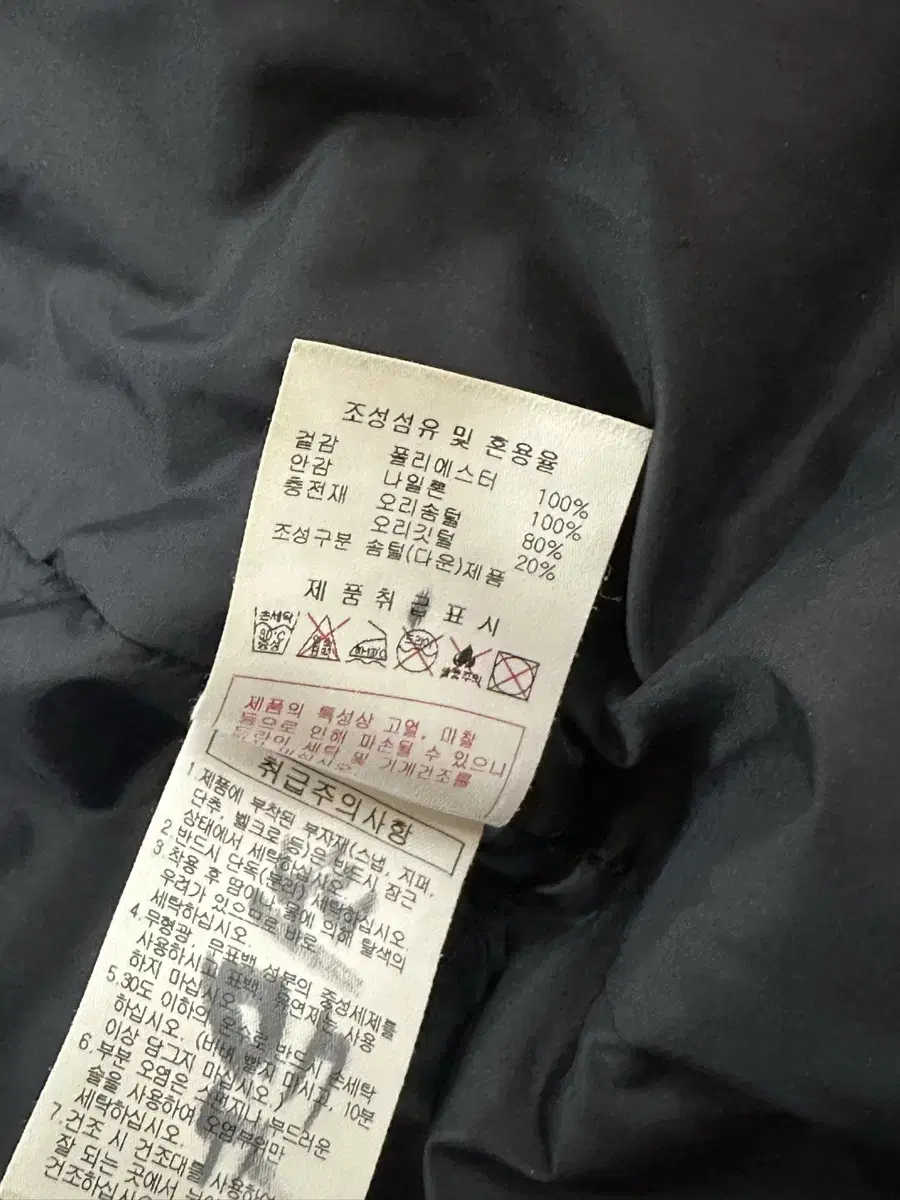 조성섬유 및 혼용율
겉감 폴리에스터 100%
안감 나일론 100%
충전재 오리솜털 80%
오리깃털 20%
조성구분 솜털(다운)제품
제품취급표시
손세탁 30°C 중성
염소 표백
드라이
불꽃주의
제품의 특성상 고열, 마찰
등으로 인해 파손될 수 있으니
세탁 및 기계건조를
취급주의사항
1.제품에 부착된 부자재(스냅, 지퍼,
단추, 벨크로 등)은 반드시 잠근
상태에서 세탁하십시오.
2.반드시 단독(분리) 세탁하십시오.
3.착용 후 땀이나 물에 의해 탈색의
우려가 있으므로 바로
세탁하십시오.
4.무형광, 무표백 성분의 중성세제를
사용하시고 표백 사용
하지 마십시오.
5.30도 이하의 반드시 손세탁
하십시오. (비벼 빨지 마시고, 10분
이상 담그지 마십시오.)
6.부분 오염은 스펀지나 부드러운
솔을 사용하여 오염부위만
세탁하십시오.
7.건조 시 건조대를 사용하여
잘 되는 곳에서
건조하십시오